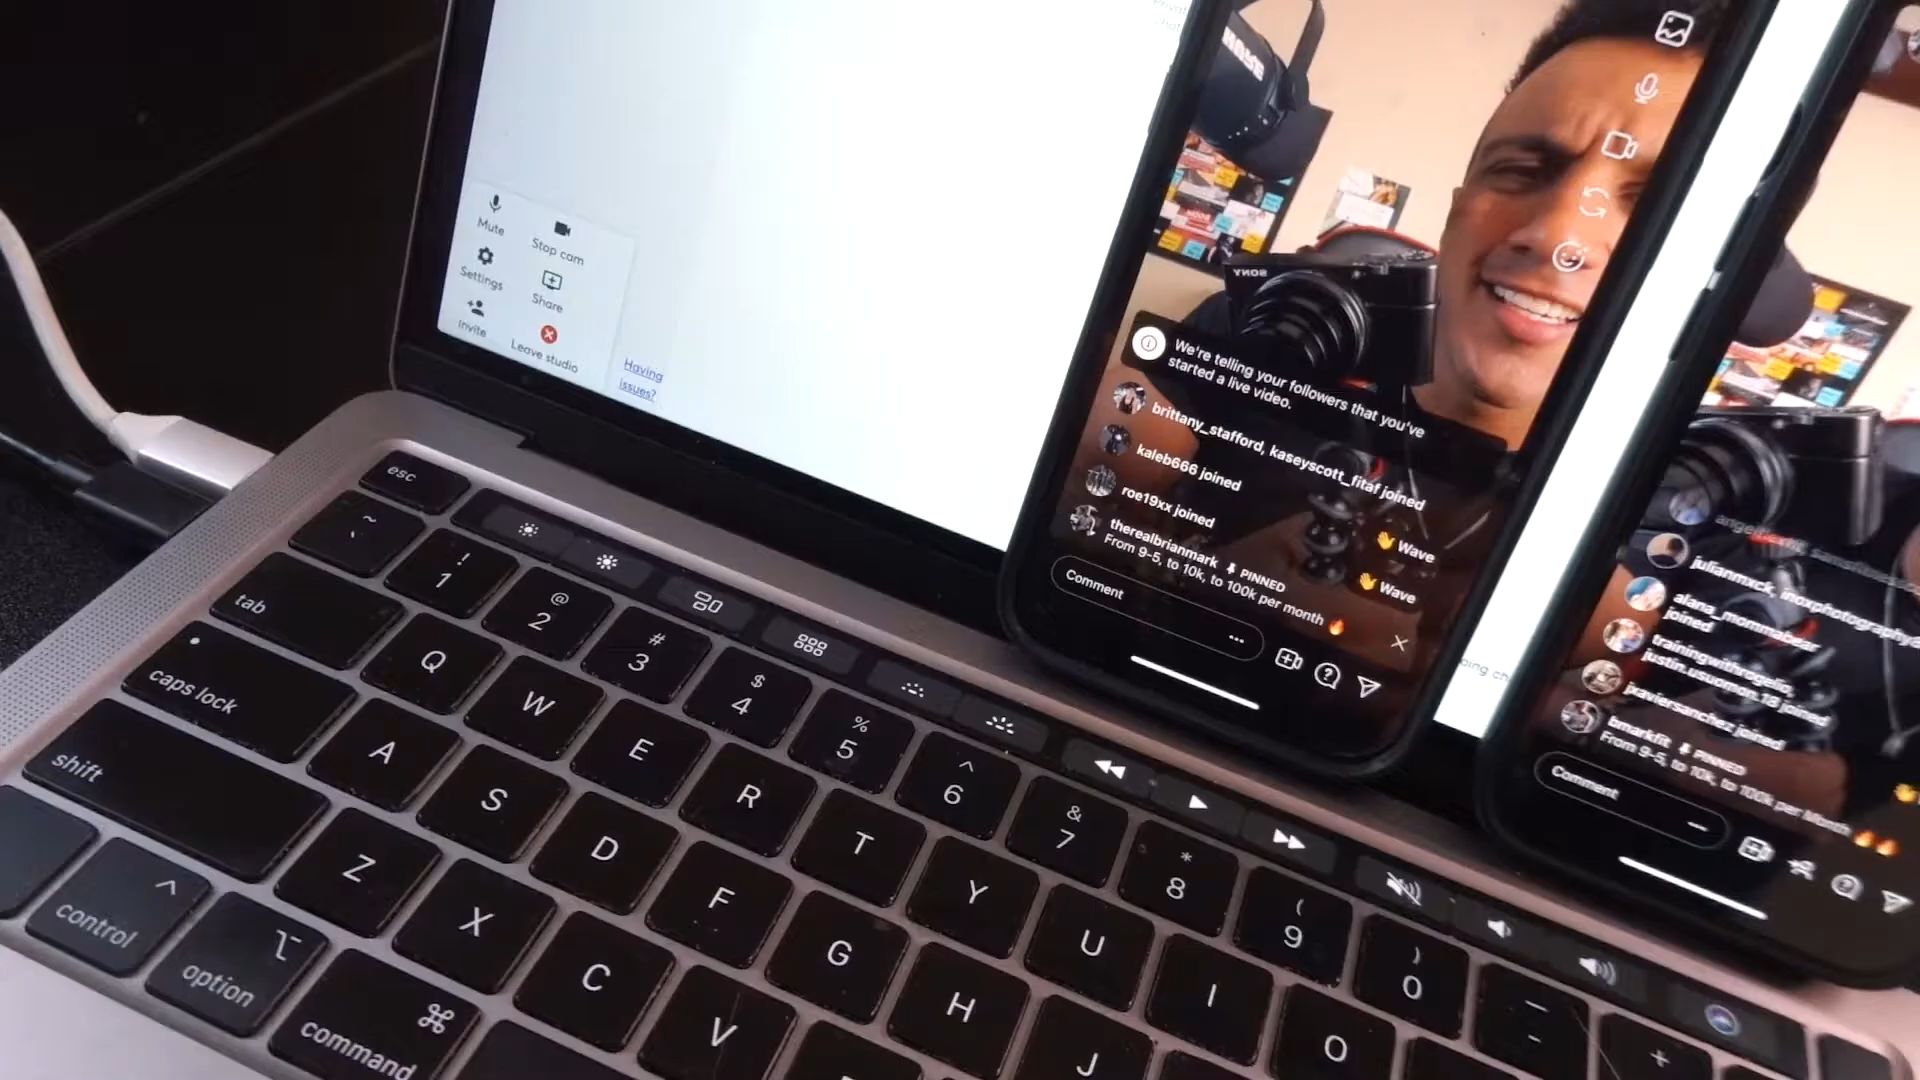 Mute
Stop cam
Settings
Share
Invite
Leave studio
Having
issues?
SONY
We're telling your followers that you've
started a live video.
brittany_stafford, kaseyscott_fitaf joined
kaleb666 joined
roe19xx joined
Wave
therealbrianmark PINNED
From 9-5, to 10k, to 100k per month
Wave
Comment
julianmxck, inoxphotography
alana_mommabear
joined
trainingwithrogelio,
justin.usuomon.18 joined
jxaviersanchez joined
bmarkfit PINNED
From 9-5, to 10k, to 100k per Month
Comment
esc
~
`
! 1
@ 2
# 3
$ 4
% 5
^ 6
& 7
* 8
( 9
) 0
_ -
+
tab
Q W E R T Y U I O
caps lock
A S D F G H J
shift
Z X C V
control
option
command